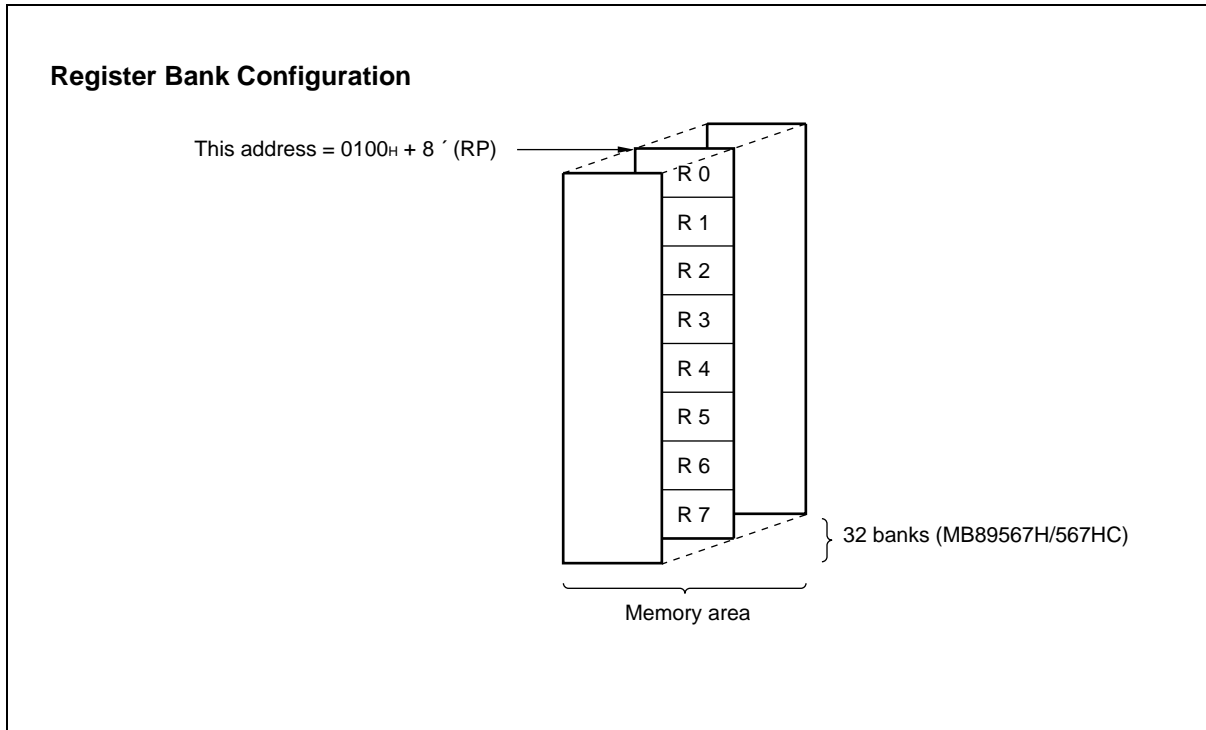 Register Bank Configuration
This address = 0100H + 8 ´ (RP)
R 0
R 1
R 2
R 3
R 4
R 5
R 6
R 7
32 banks (MB89567H/567HC)
Memory area